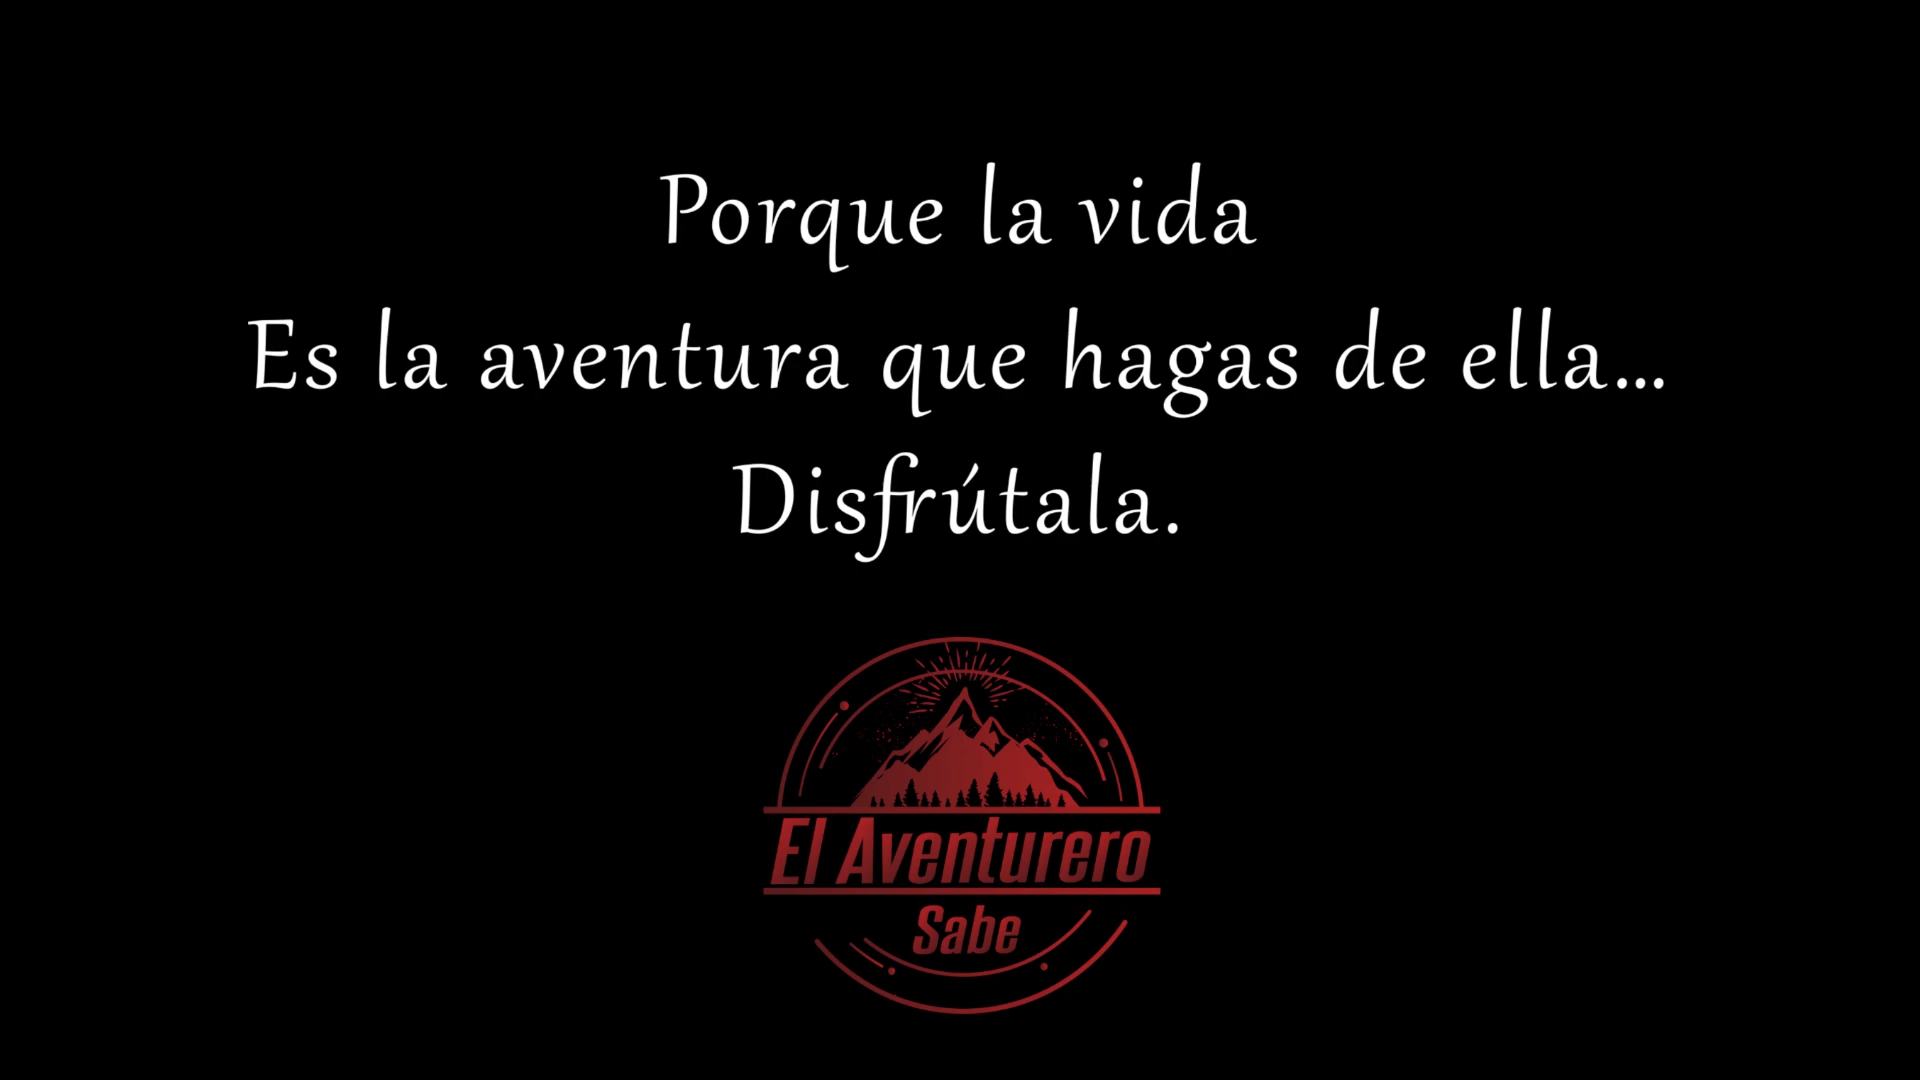 Porque la vida
Es la aventura que hagas de ella...
Disfrútala.
El Aventurero
Sabe